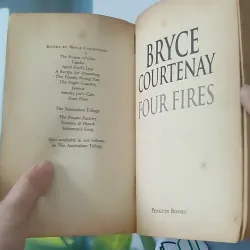 BOOKS BY BRYCE COURTENAY
The Power of One
Tandia
April Fool's Day
A Recipe for Dreaming
The Family Frying Pan
The Night Country
Jessica
Smoky Joe's Cafe
Four Fires
The Australian Trilogy
The Potato Factory
Tommo & Hawk
Solomon's Song
Also available in one volume,
as The Australian Trilogy
BRYCE
COURTENAY
FOUR FIRES
PENGUIN BOOKS